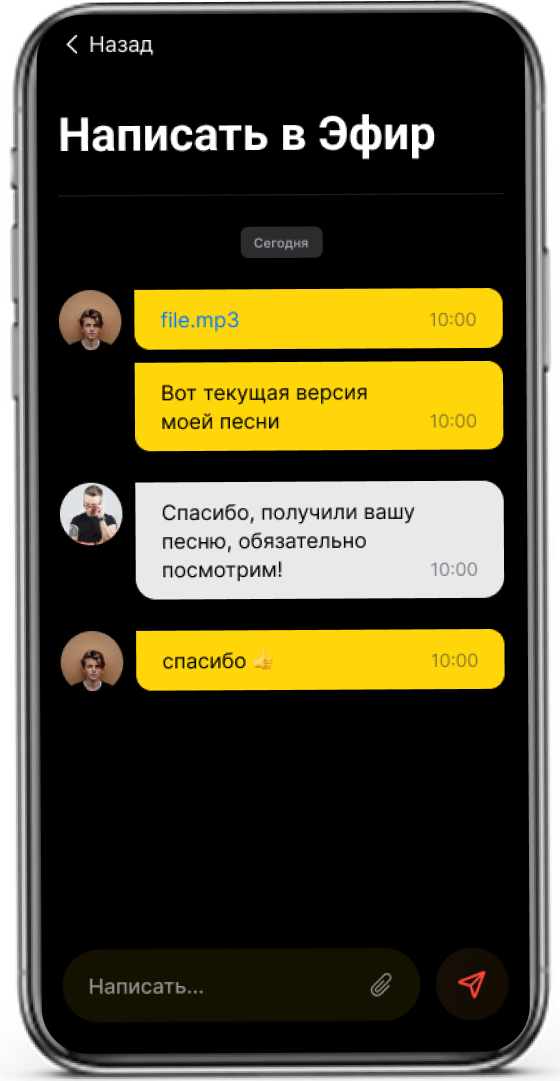 Назад
Написать в Эфир
Сегодня
file.mp3 10:00
Вот текущая версия
моей песни 10:00
Спасибо, получили вашу
песню, обязательно
посмотрим! 10:00
спасибо 👍 10:00
Написать...